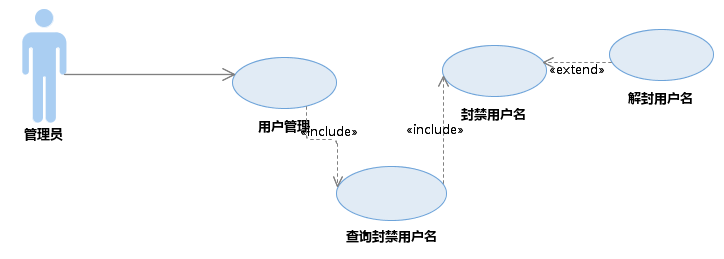 管理员
用户管理
«include»
查询封禁用户名
«include»
封禁用户名
«extend»
解封用户名